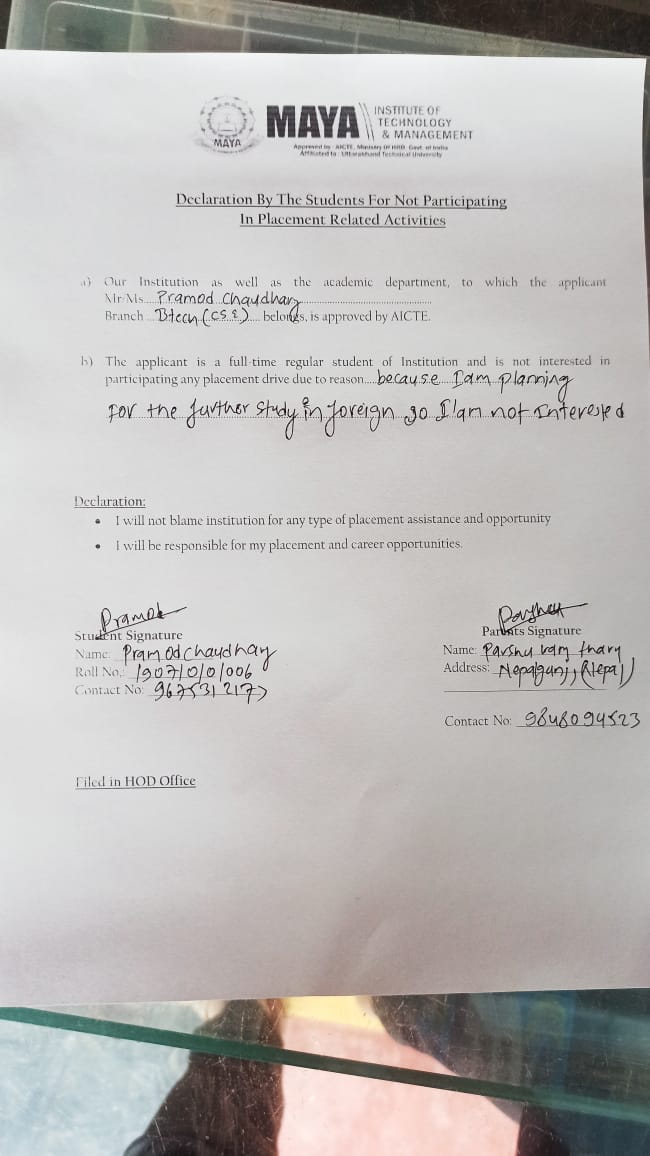 MAYA
MAYA INSTITUTE OF
TECHNOLOGY
& MANAGEMENT
Approved by : AICTE, Ministry Of HRD, Govt. of India
Affiliated to : Uttarakhand Technical University
Declaration By The Students For Not Participating
In Placement Related Activities
a) Our Institution as well as the academic department, to which the applicant
Mr/Ms.... Pramod Chaudhary
Branch ...Btech (C.S.E).... belongs, is approved by AICTE.
b) The applicant is a full-time regular student of Institution and is not interested in
participating any placement drive due to reason.....because I am planning
for the further study in foreign so I'am not Interested
Declaration:
• I will not blame institution for any type of placement assistance and opportunity
• I will be responsible for my placement and career opportunities.
Pramod
Student Signature
Name: Pramod chaudhary
Roll No.: 190710101006
Contact No:
Parents Signature
Name: Parshu ram tharu
Address: Nepalgunj, (Nepal)
Contact No:
Filed in HOD Office